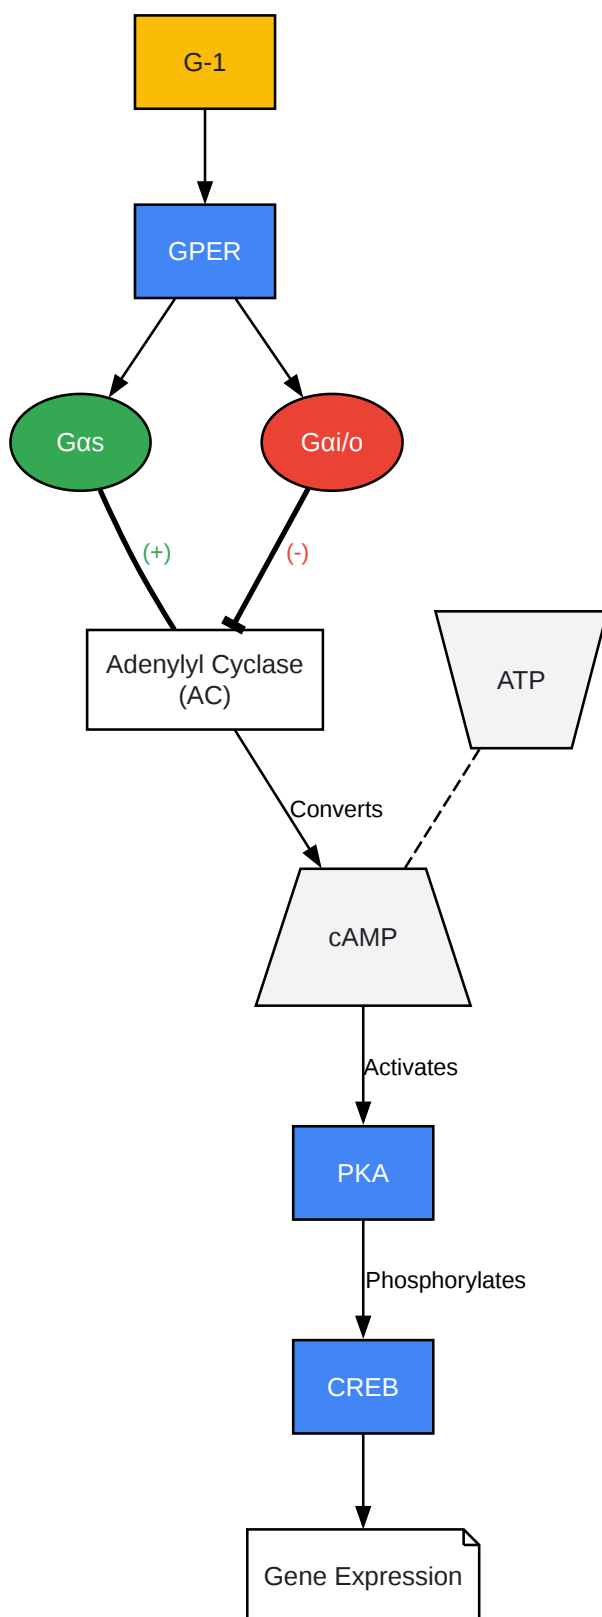 G-1
GPER
Gαs
Gαi/o
(+)
(-)
Adenylyl Cyclase
(AC)
ATP
Converts
cAMP
Activates
PKA
Phosphorylates
CREB
Gene Expression